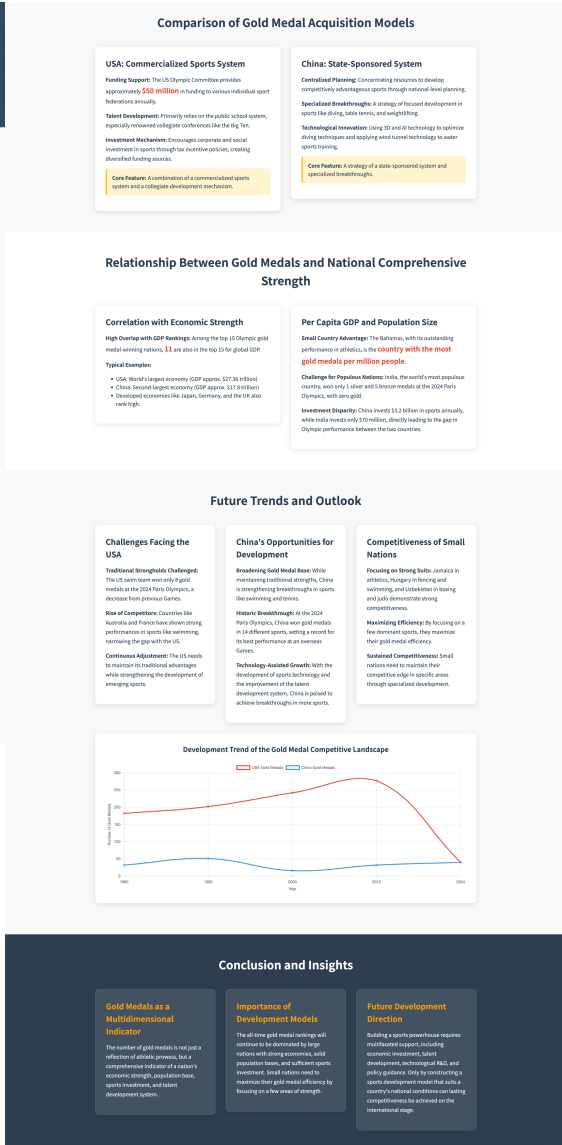 Comparison of Gold Medal Acquisition Models
USA: Commercialized Sports System
Funding Support: The US Olympic Committee provides
approximately $50 million in funding to various individual sport
federations annually.
Talent Development: Primarily relies on the public school system,
especially renowned collegiate conferences like the Big Ten.
Investment Mechanism: Encourages corporate and social
investment in sports through tax incentive policies, creating
diversified funding sources.
Core Feature: A combination of a commercialized sports
system and a collegiate development mechanism.
China: State-Sponsored System
Centralized Planning: Concentrating resources to develop
competitively advantageous sports through national-level planning.
Specialized Breakthroughs: A strategy of focused development in
sports like diving, table tennis, and weightlifting.
Technological Innovation: Using 3D and AI technology to optimize
diving techniques and applying wind tunnel technology to water
sports training.
Core Feature: A strategy of a state-sponsored system and
specialized breakthroughs.
Relationship Between Gold Medals and National Comprehensive
Strength
Correlation with Economic Strength
High Overlap with GDP Rankings: Among the top 15 Olympic gold
medal-winning nations, 11 are also in the top 15 for global GDP.
Typical Examples:
• USA: World's largest economy (GDP approx. $27.36 trillion)
• China: Second-largest economy (GDP approx. $17.8 trillion)
• Developed economies like Japan, Germany, and the UK also
rank high.
Per Capita GDP and Population Size
Small Country Advantage: The Bahamas, with its outstanding
performance in athletics, is the country with the most
gold medals per million people.
Challenge for Populous Nations: India, the world's most populous
country, won only 1 silver and 5 bronze medals at the 2024 Paris
Olympics, with zero gold.
Investment Disparity: China invests $3.2 billion in sports annually,
while India invests only $70 million, directly leading to the gap in
Olympic performance between the two countries.
Future Trends and Outlook
Challenges Facing the
USA
Traditional Strongholds Challenged:
The US swim team won only 8 gold
medals at the 2024 Paris Olympics, a
decrease from previous Games.
Rise of Competitors: Countries like
Australia and France have shown strong
performances in sports like swimming,
narrowing the gap with the US.
Continuous Adjustment: The US needs
to maintain its traditional advantages
while strengthening the development of
emerging sports.
China's Opportunities for
Development
Broadening Gold Medal Base: While
maintaining traditional strengths, China
is strengthening breakthroughs in sports
like swimming and tennis.
Historic Breakthrough: At the 2024
Paris Olympics, China won gold medals
in 14 different sports, setting a record for
its best performance at an overseas
Games.
Technology-Assisted Growth: With the
development of sports technology and
the improvement of the talent
development system, China is poised to
achieve breakthroughs in more sports.
Competitiveness of Small
Nations
Focusing on Strong Suits: Jamaica in
athletics, Hungary in fencing and
swimming, and Uzbekistan in boxing
and judo demonstrate strong
competitiveness.
Maximizing Efficiency: By focusing on a
few dominant sports, they maximize
their gold medal efficiency.
Sustained Competitiveness: Small
nations need to maintain their
competitive edge in specific areas
through specialized development.
Development Trend of the Gold Medal Competitive Landscape
USA Gold Medals China Gold Medals
Number of Gold Medals
300
250
200
150
100
50
0
1980 1990 2000 2010 2024
Year
Conclusion and Insights
Gold Medals as a
Multidimensional
Indicator
The number of gold medals is not just a
reflection of athletic prowess, but a
comprehensive indicator of a nation's
economic strength, population base,
sports investment, and talent
development system.
Importance of
Development Models
The all-time gold medal rankings will
continue to be dominated by large
nations with strong economies, solid
population bases, and sufficient sports
investment. Small nations need to
maximize their gold medal efficiency by
focusing on a few areas of strength.
Future Development
Direction
Building a sports powerhouse requires
multifaceted support, including
economic investment, talent
development, technological R&D, and
policy guidance. Only by constructing a
sports development model that suits a
country's national conditions can lasting
competitiveness be achieved on the
international stage.